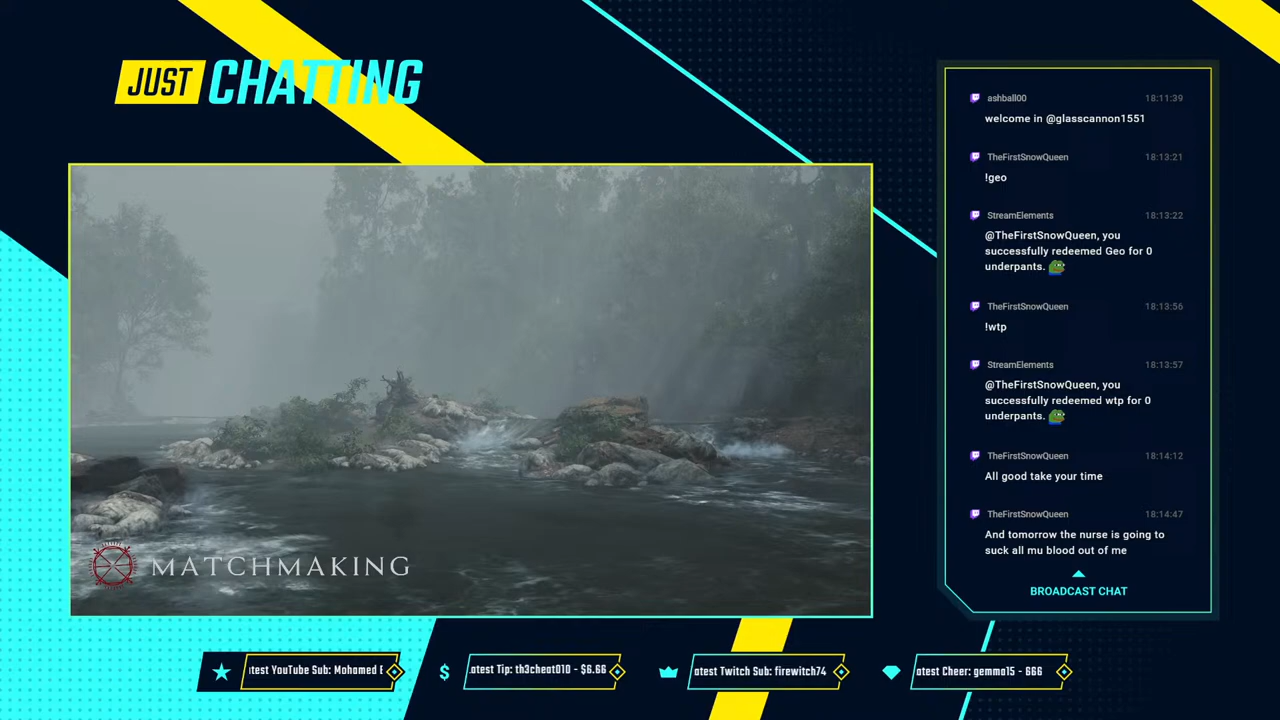 JUST CHATTING
ashball00 18:11:39
welcome in @glasscannon1551
TheFirstSnowQueen 18:13:21
!geo
StreamElements 18:13:22
@TheFirstSnowQueen, you
successfully redeemed Geo for 0
underpants.
TheFirstSnowQueen 18:13:56
!wtp
StreamElements 18:13:57
@TheFirstSnowQueen, you
successfully redeemed wtp for 0
underpants.
TheFirstSnowQueen 18:14:12
All good take your time
TheFirstSnowQueen 18:14:47
And tomorrow the nurse is going to
suck all mu blood out of me
BROADCAST CHAT
MATCHMAKING
atest YouTube Sub: Mohamed
atest Tip: th3cheat010 - $6.66
atest Twitch Sub: firewitch74
atest Cheer: gemma15 - 666